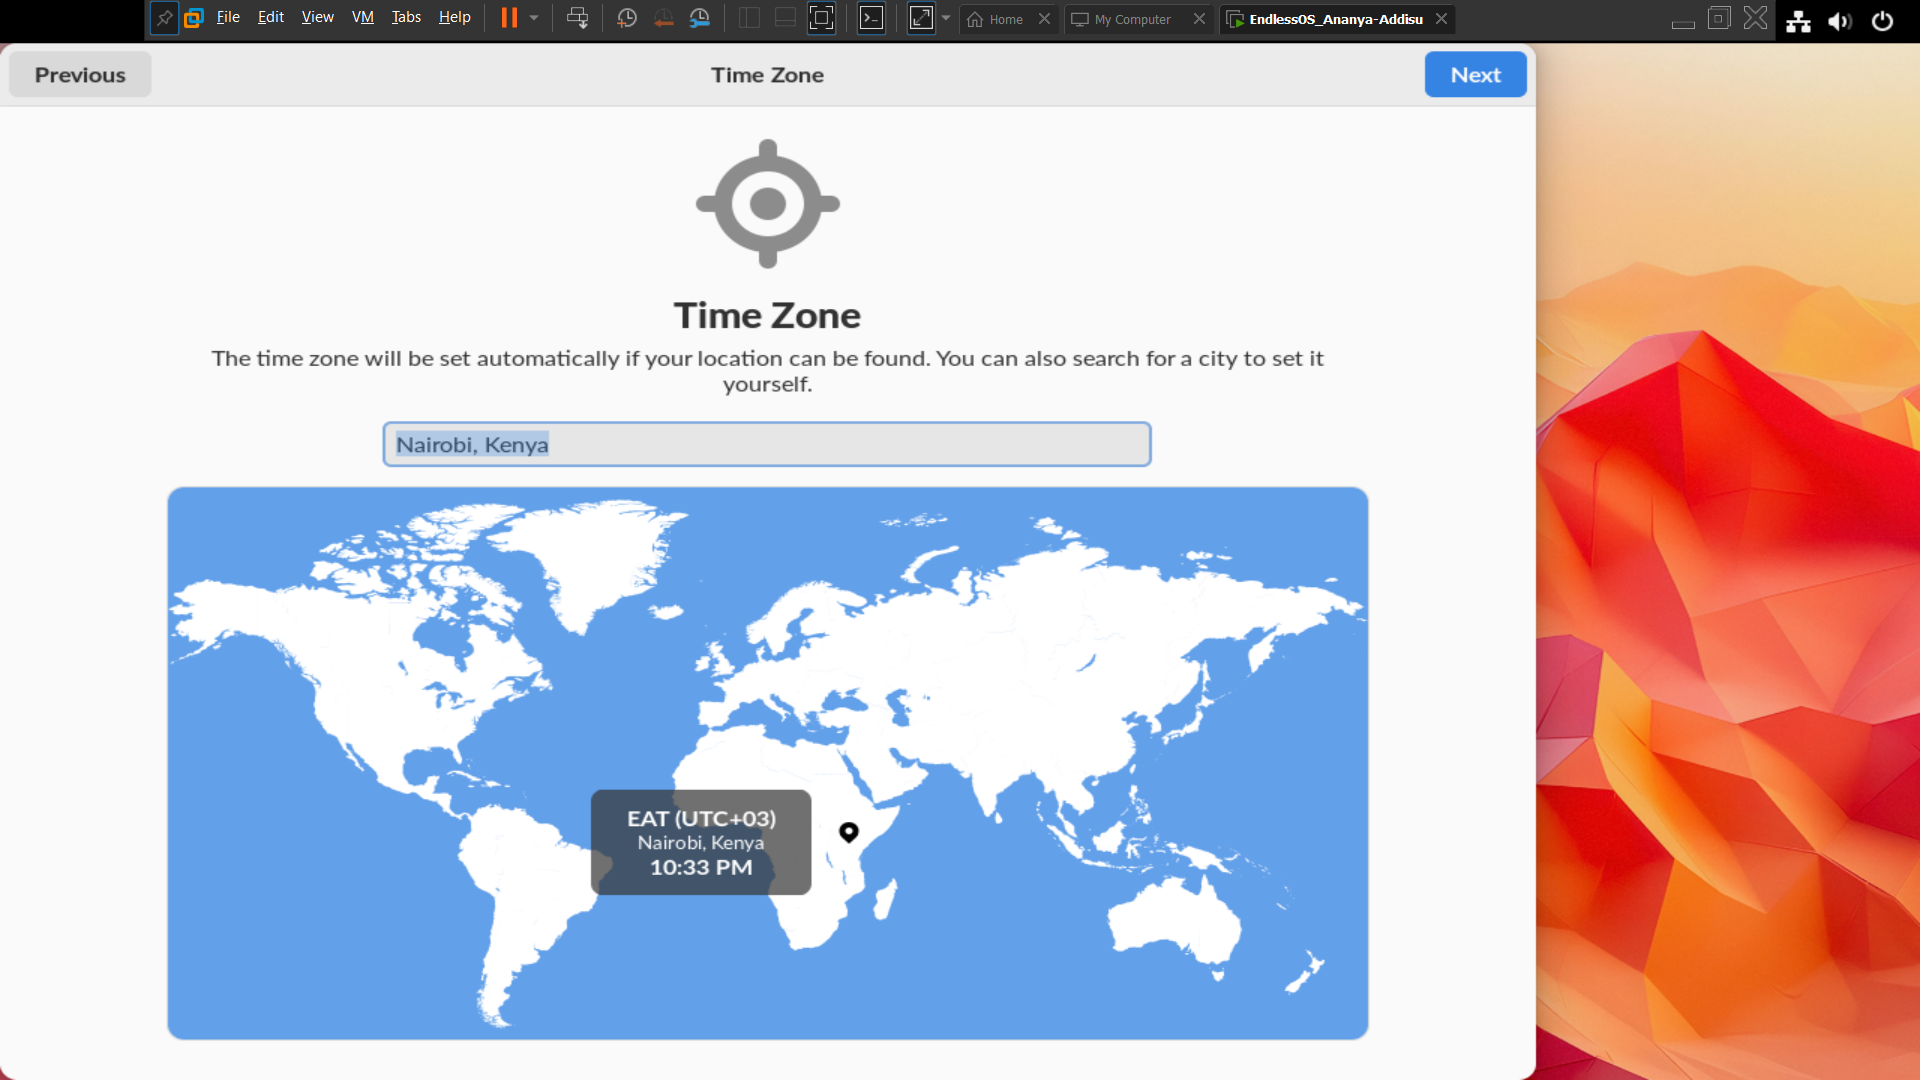 File Edit View VM Tabs Help
Home
My Computer
EndlessOS_Ananya-Addisu
Previous
Time Zone
Next
Time Zone
The time zone will be set automatically if your location can be found. You can also search for a city to set it
yourself.
Nairobi, Kenya
EAT (UTC+03)
Nairobi, Kenya
10:33 PM